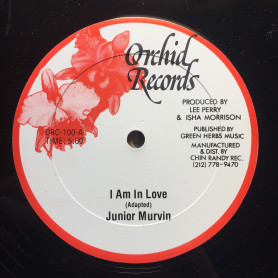 Orchid
Records
PRODUCED BY
LEE PERRY
& ISHA MORRISON
PUBLISHED BY
GREEN HERBS MUSIC
MANUFACTURED
& DIST. BY
CHIN RANDY REC.
(212) 778-9470
ORC-100-A
TIME: 5:00
I Am In Love
(Adapted)
Junior Murvin